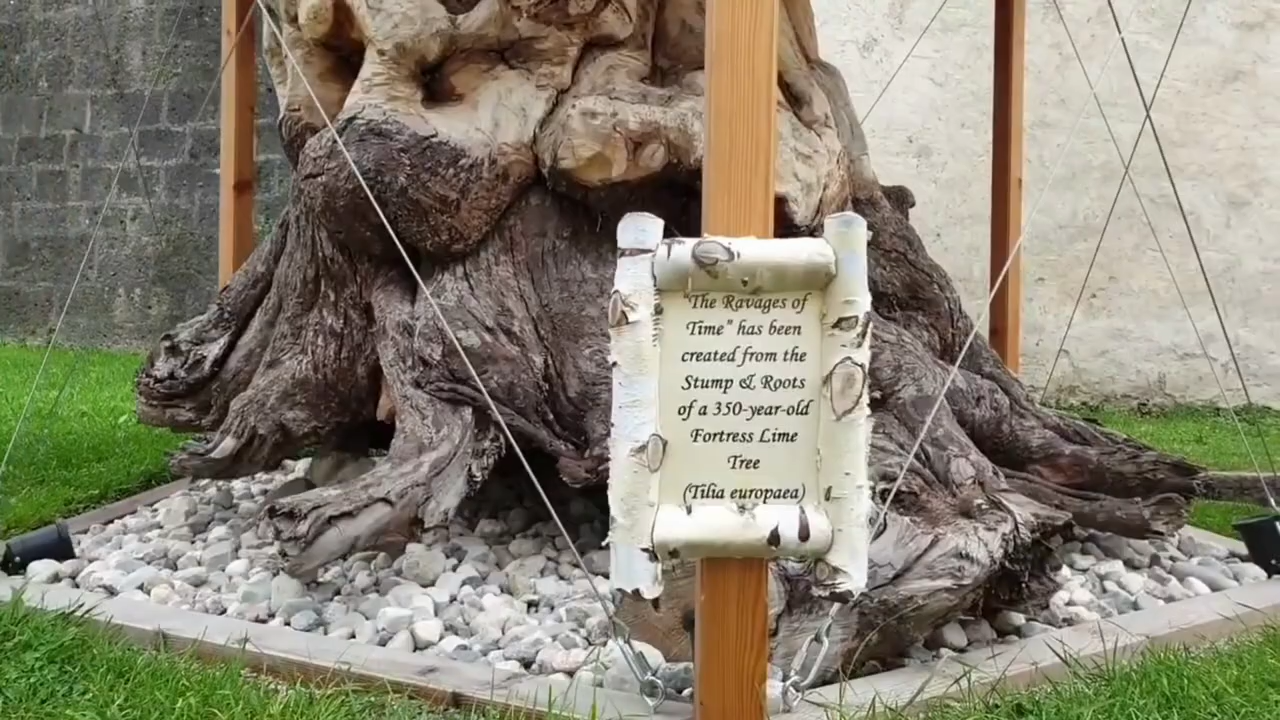 "The Ravages of
Time" has been
created from the
Stump & Roots
of a 350-year-old
Fortress Lime
Tree
(Tilia europaea)